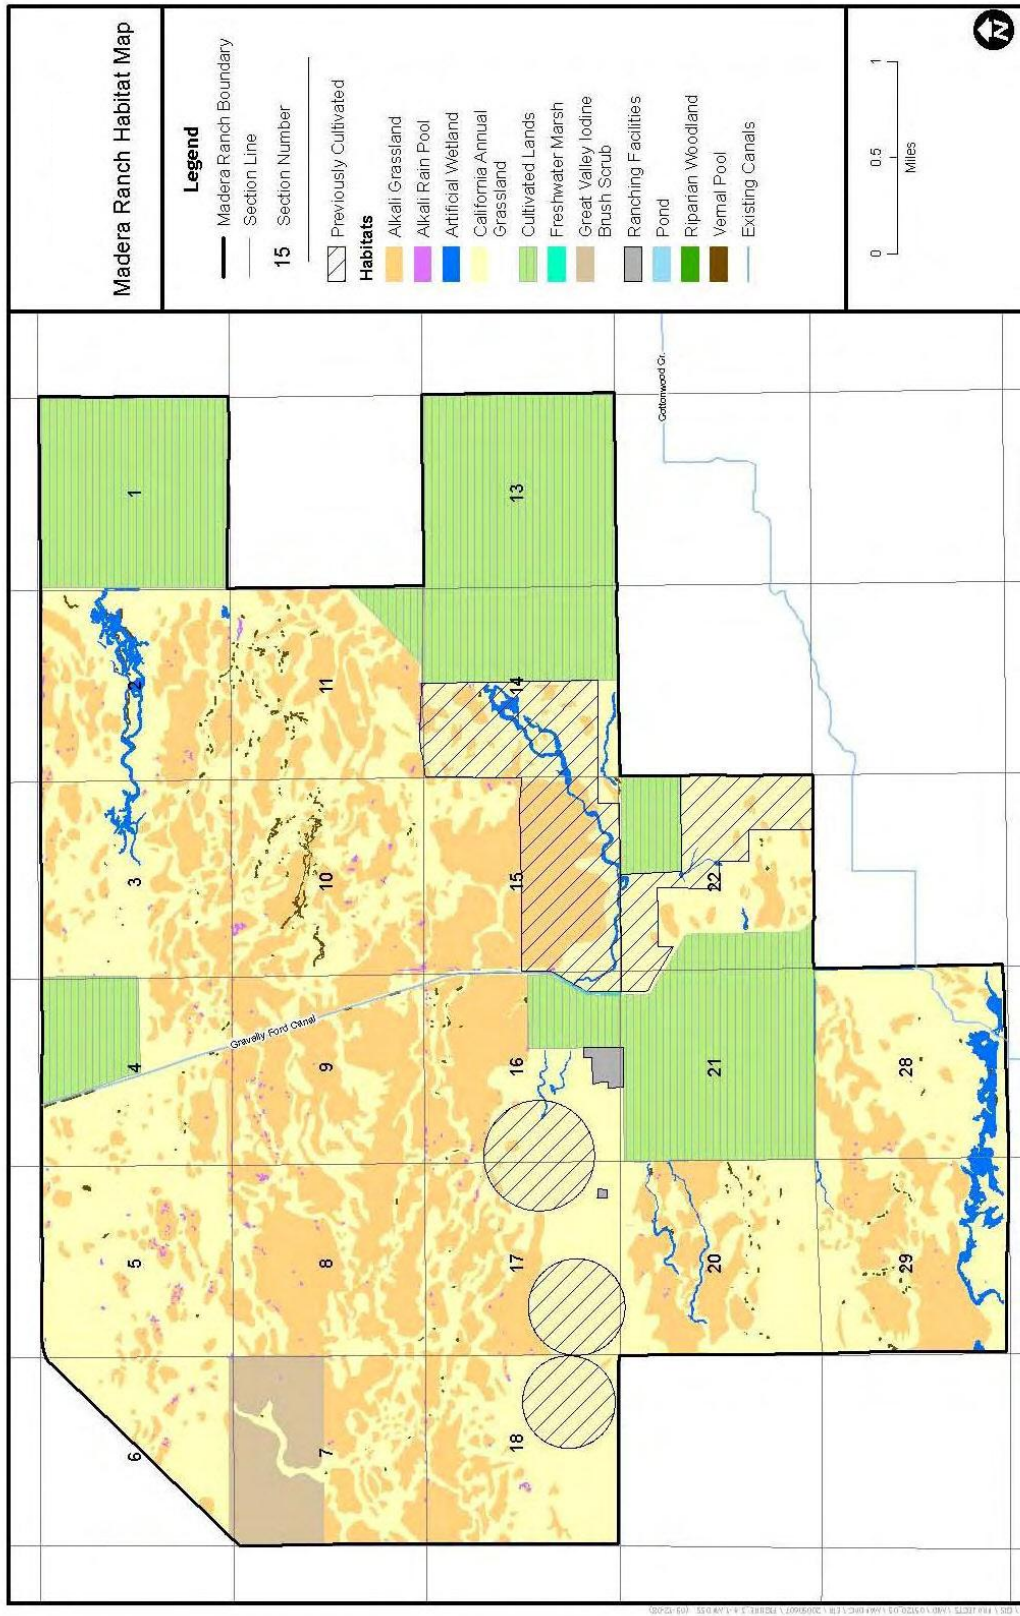 Madera Ranch Habitat Map
Legend
Madera Ranch Boundary
Section Line
15 Section Number
Previously Cultivated
Habitats
Alkali Grassland
Alkali Rain Pool
Artificial Wetland
California Annual
Grassland
Cultivated Lands
Freshwater Marsh
Great Valley Iodine
Brush Scrub
Ranching Facilities
Pond
Riparian Woodland
Vernal Pool
Existing Canals
0 0.5 1
Miles
N
6
5
4
3
2
1
7
8
9
10
11
Gravelly Ford Canal
18
17
16
15
14
13
20
21
22
Cottonwood Cr.
29
28